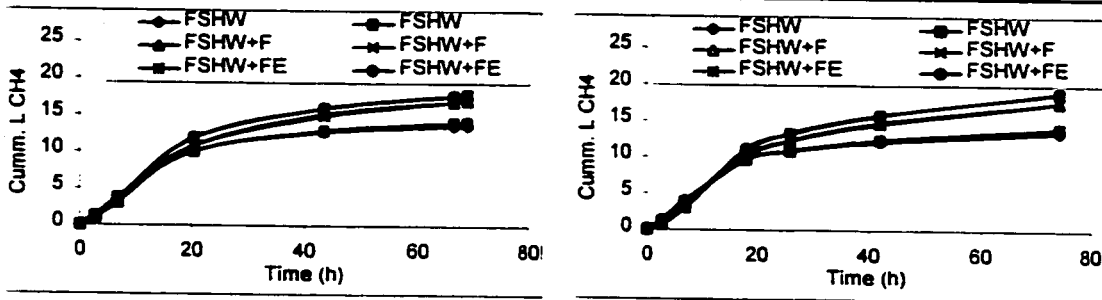 FSHW FSHW
FSHW+F FSHW+F
FSHW+FE FSHW+FE
25
20
15
10
5
0
Cumm. L CH4
0 20 40 60 80
Time (h)
FSHW FSHW
FSHW+F FSHW+F
FSHW+FE FSHW+FE
25
20
15
10
5
0
Cumm. L CH4
0 20 40 60 80
Time (h)